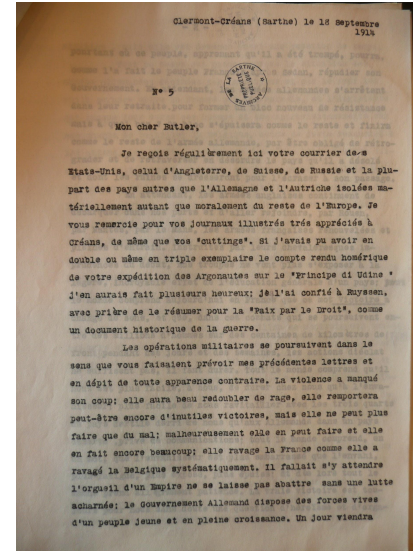 Clermont-Créans (Sarthe) le 18 Septembre
1914
N° 5
ARCHIVES DE LA SARTHE
Mon cher Butler,
Je reçois régulièrement ici votre courrier des
Etats-Unis, celui d'Angleterre, de Suisse, de Russie et la plu-
part des pays autres que l'Allemagne et l'Autriche isolées ma-
tériellement autant que moralement du reste de l'Europe. Je
vous remercie pour vos journaux illustrés trés appréciés à
Créans, de même que vos "cuttings". Si j'avais pu avoir en
double ou même en triple exemplaire le compte rendu homérique
de votre expédition des Argonautes sur le "Principe di Udine "
j'en aurais fait plusieurs heureux; je l'ai confié à Ruyssen,
avec prière de le résumer pour la "Paix par le Droit", comme
un document historique de la guerre.
Les opérations militaires se poursuivent dans le
sens que vous faisaient prévoir mes précédentes lettres et
en dépit de toute apparence contraire. La violence a manqué
son coup; elle aura beau redoubler de rage, elle remportera
peut-être encore d'inutiles victoires, mais elle ne peut plus
faire que du mal; malheureusement elle en peut faire et elle
en fait encore beaucoup; elle ravage la France comme elle a
ravagé la Belgique systématiquement. Il fallait s'y attendre
l'orgueil d'un Empire ne se laisse pas abattre sans une lutte
acharnée; le Gouvernement Allemand dispose des forces vives
d'un peuple jeune et en pleine croissance. Un jour viendra